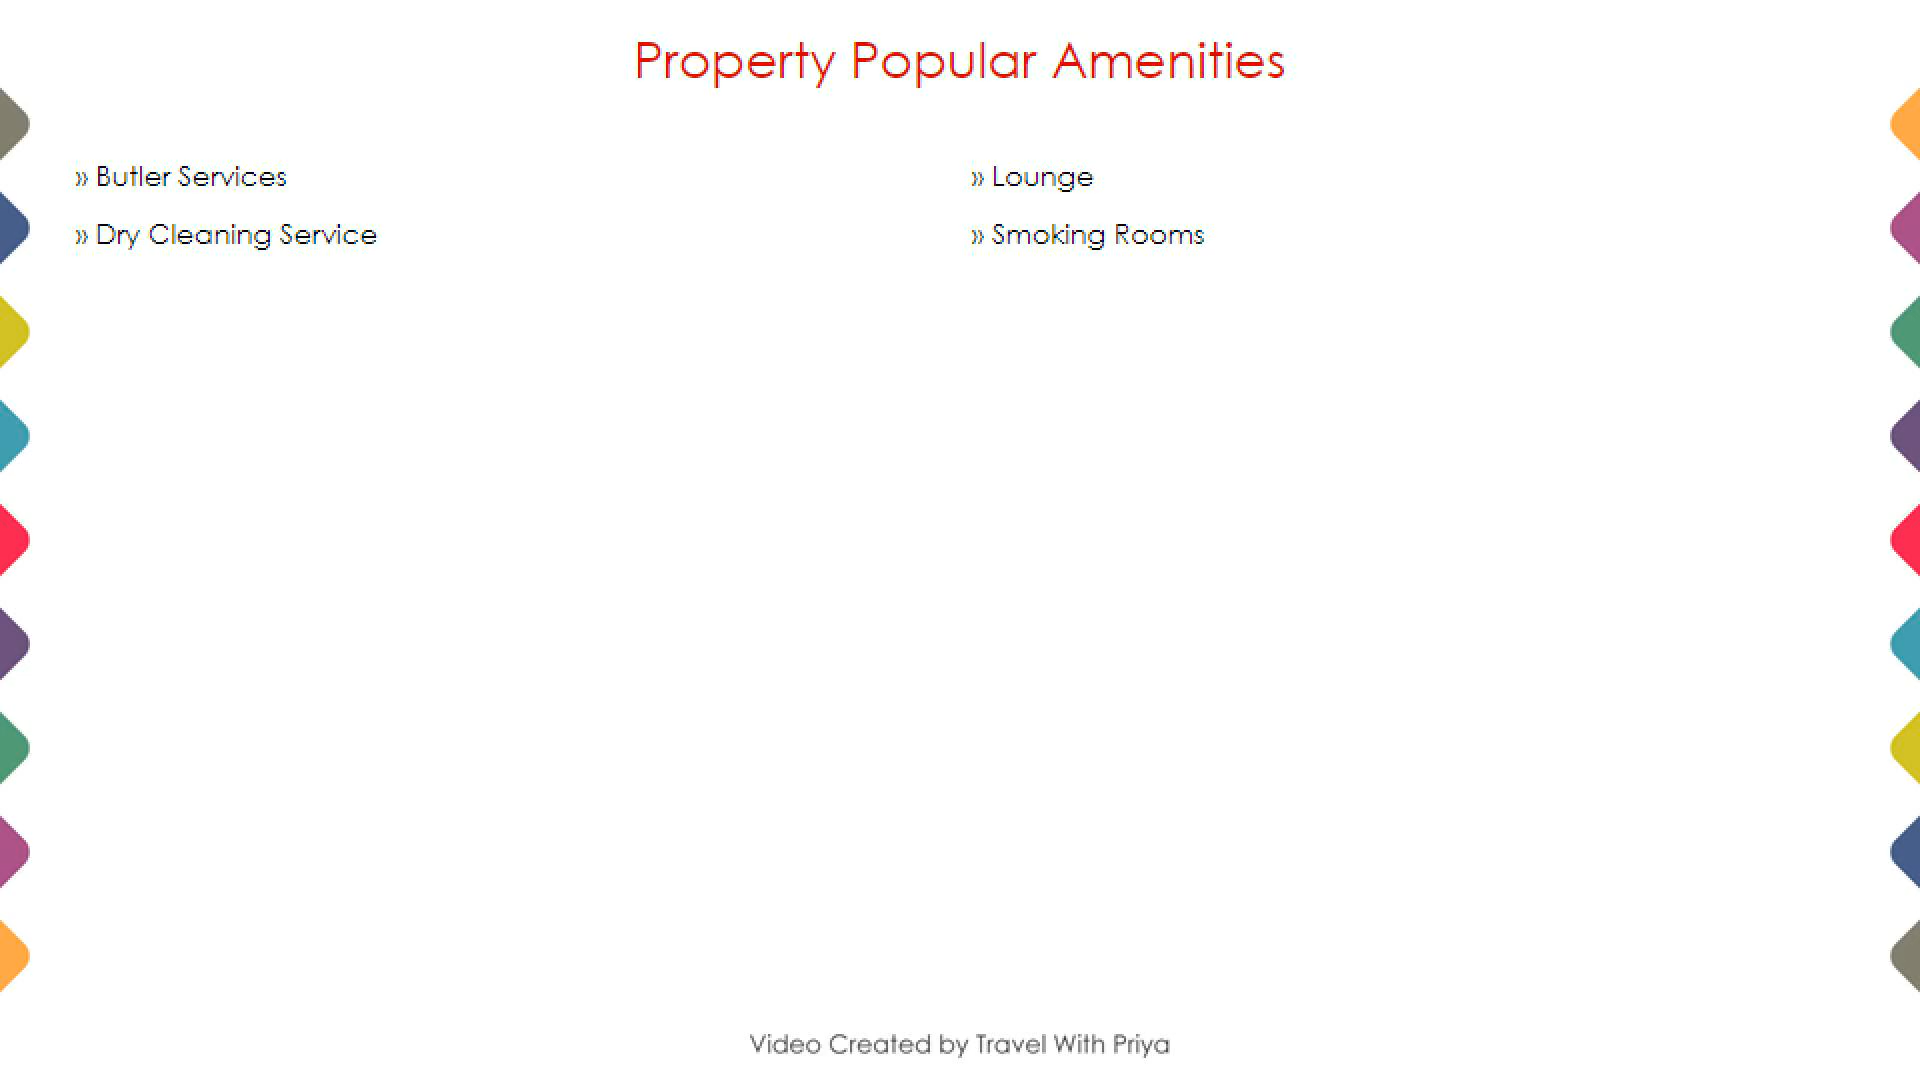 Property Popular Amenities
» Butler Services
» Lounge
» Dry Cleaning Service
» Smoking Rooms
Video Created by Travel With Priya